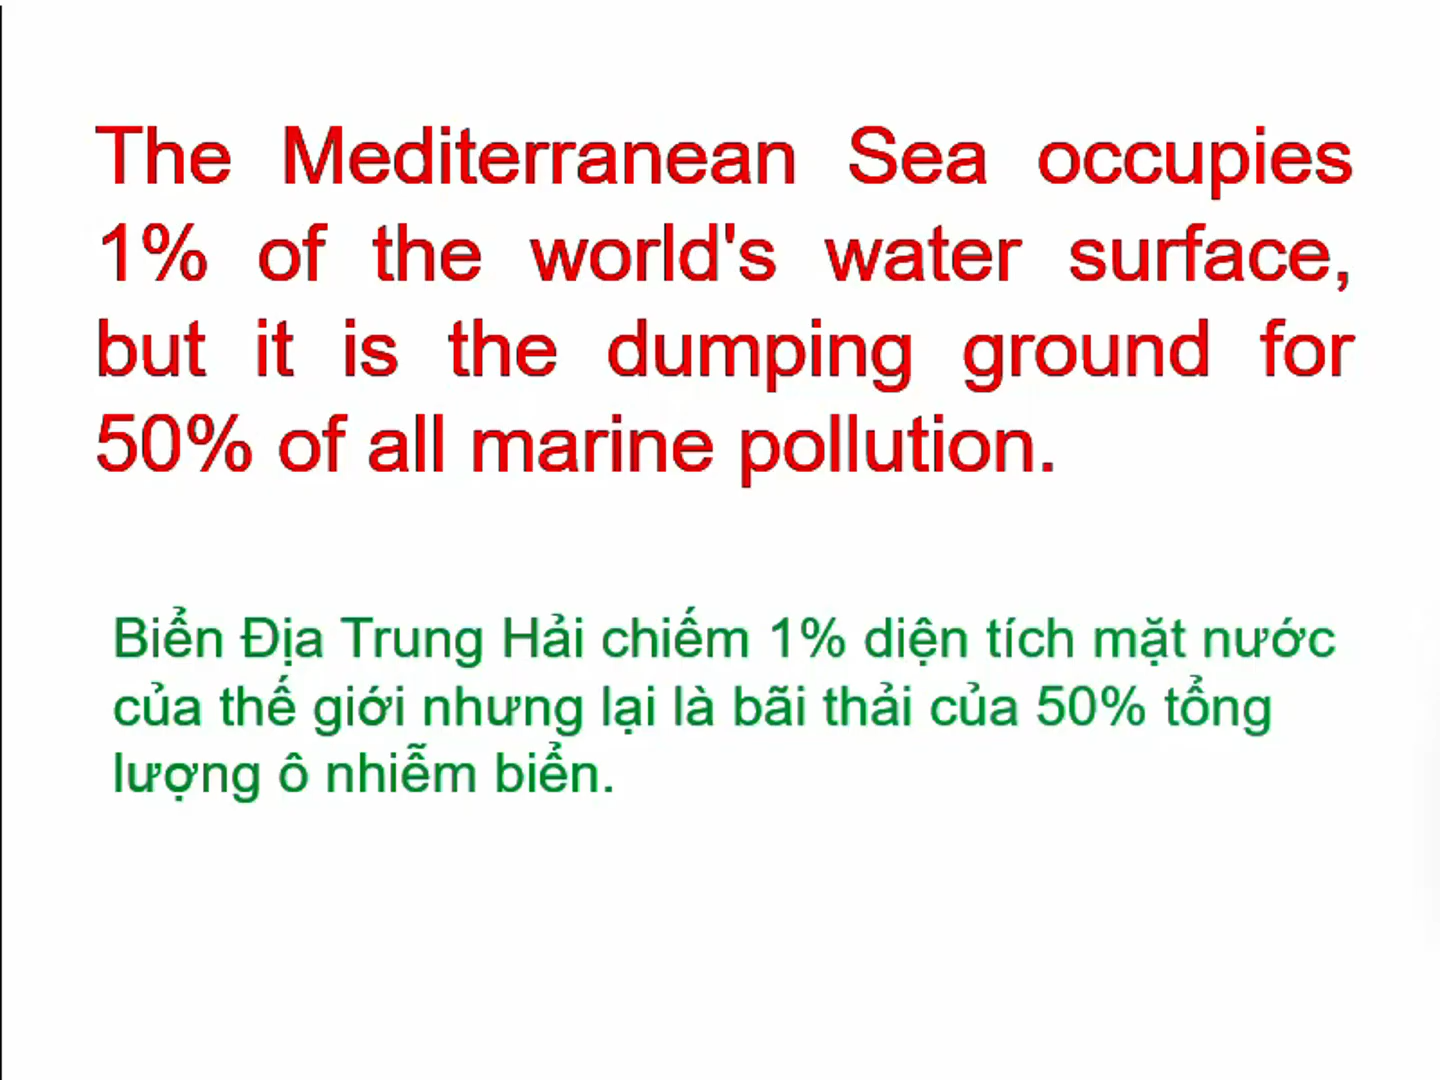 The Mediterranean Sea occupies
1% of the world's water surface,
but it is the dumping ground for
50% of all marine pollution.
Biển Địa Trung Hải chiếm 1% diện tích mặt nước
của thế giới nhưng lại là bãi thải của 50% tổng
lượng ô nhiễm biển.